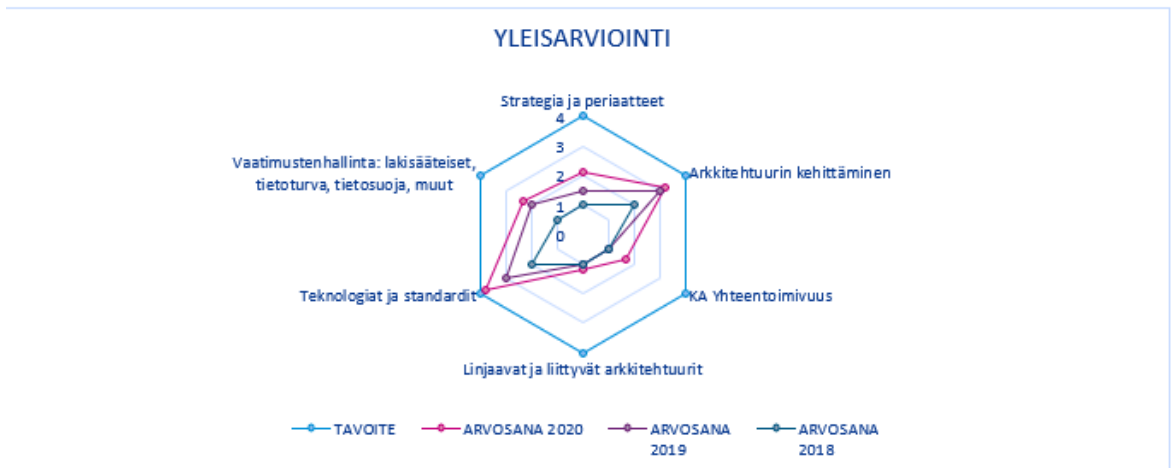 YLEISARVIOINTI
Strategia ja periaatteet
4
3
2
1
0
Vaatimustenhallinta: lakisääteiset,
tietoturva, tietosuoja, muut
Arkkitehtuurin kehittäminen
Teknologiat ja standardit
KA Yhteentoimivuus
Linjaavat ja liittyvät arkkitehtuurit
TAVOITE
ARVOSANA 2020
ARVOSANA
2019
ARVOSANA
2018